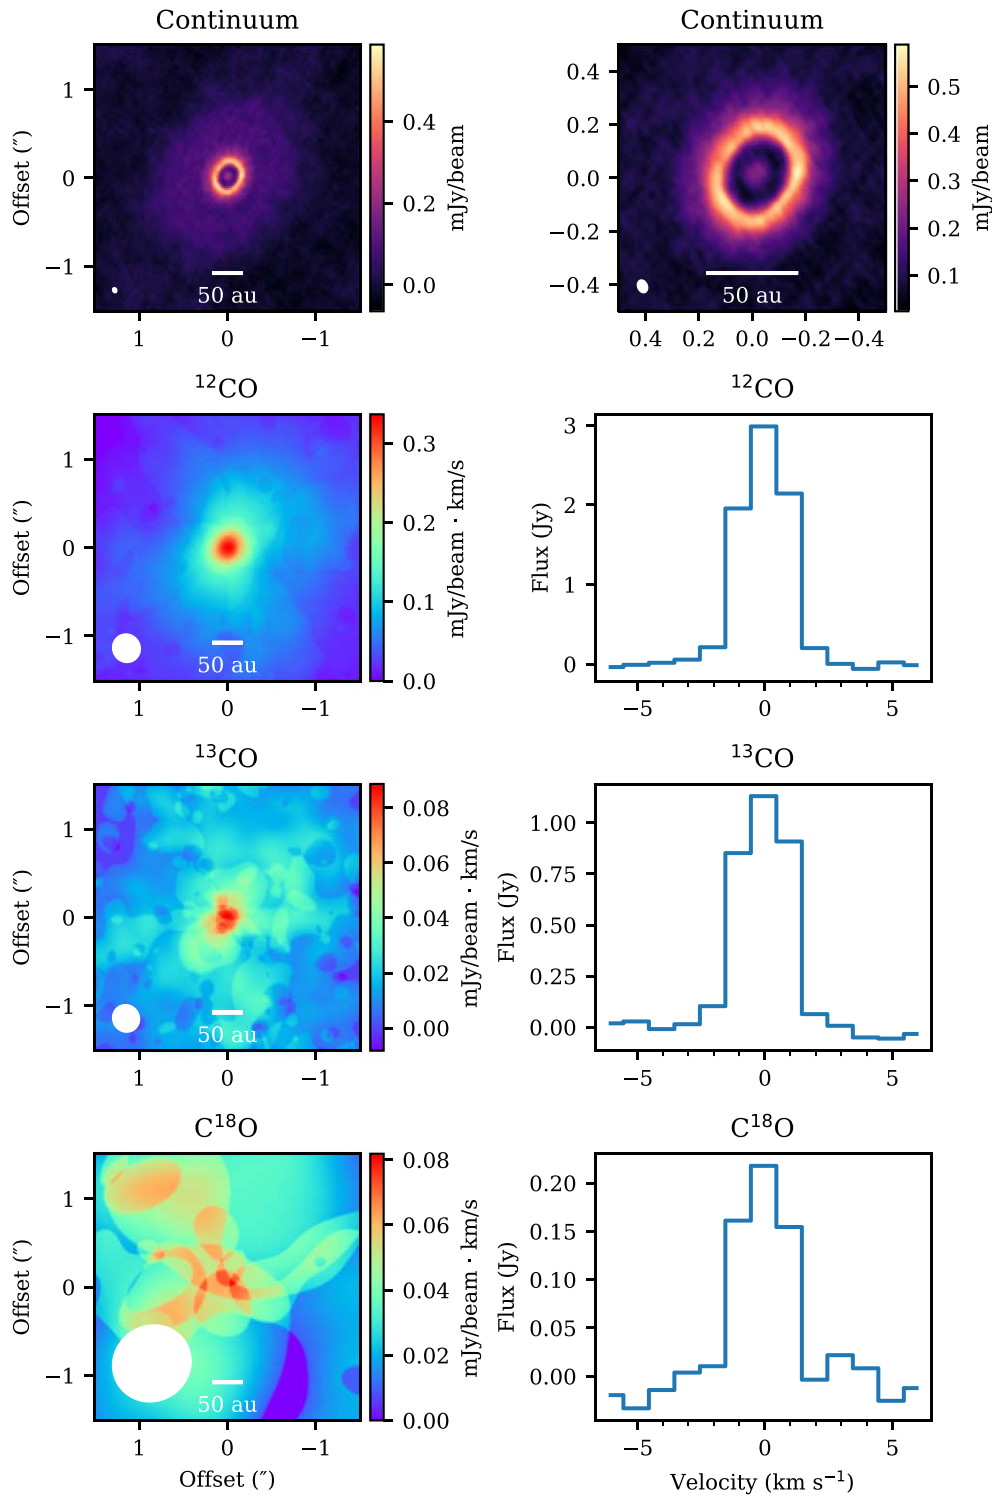 Continuum
Continuum
Offset (″)
1
0
−1
50 au
1
0
−1
0.4
0.2
0.0
mJy/beam
0.4
0.2
0.0
−0.2
−0.4
50 au
0.4
0.2
0.0
−0.2
−0.4
0.5
0.4
0.3
0.2
0.1
mJy/beam
¹²CO
¹²CO
Offset (″)
1
0
−1
50 au
1
0
−1
0.3
0.2
0.1
0.0
mJy/beam · km/s
Flux (Jy)
3
2
1
0
−5
0
5
¹³CO
¹³CO
Offset (″)
1
0
−1
50 au
1
0
−1
0.08
0.06
0.04
0.02
0.00
mJy/beam · km/s
Flux (Jy)
1.00
0.75
0.50
0.25
0.00
−5
0
5
C¹⁸O
C¹⁸O
Offset (″)
1
0
−1
50 au
1
0
−1
Offset (″)
0.08
0.06
0.04
0.02
0.00
mJy/beam · km/s
Flux (Jy)
0.20
0.15
0.10
0.05
0.00
−5
0
5
Velocity (km s⁻¹)